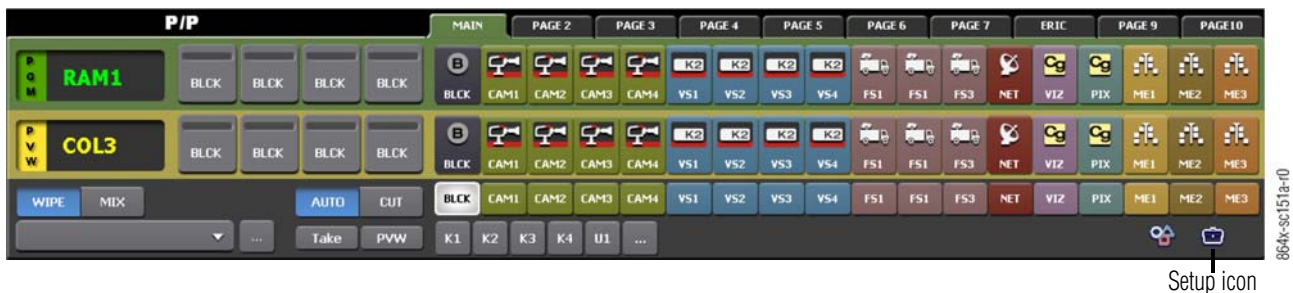 P/P MAIN PAGE 2 PAGE 3 PAGE 4 PAGE 5 PAGE 6 PAGE 7 ERIC PAGE 9 PAGE10
PGM RAM1 BLCK BLCK BLCK BLCK
B K2 K2 K2 K2 Cg Cg
BLCK CAM1 CAM2 CAM3 CAM4 VS1 VS2 VS3 VS4 FS1 FS1 FS3 NET VIZ PIX ME1 ME2 ME3
PVW COL3 BLCK BLCK BLCK BLCK
B K2 K2 K2 K2 Cg Cg
BLCK CAM1 CAM2 CAM3 CAM4 VS1 VS2 VS3 VS4 FS1 FS1 FS3 NET VIZ PIX ME1 ME2 ME3
WIPE MIX AUTO CUT BLCK CAM1 CAM2 CAM3 CAM4 VS1 VS2 VS3 VS4 FS1 FS1 FS3 NET VIZ PIX ME1 ME2 ME3
... Take PVW K1 K2 K3 K4 U1 ...
Setup icon
864x-sc151a-r0